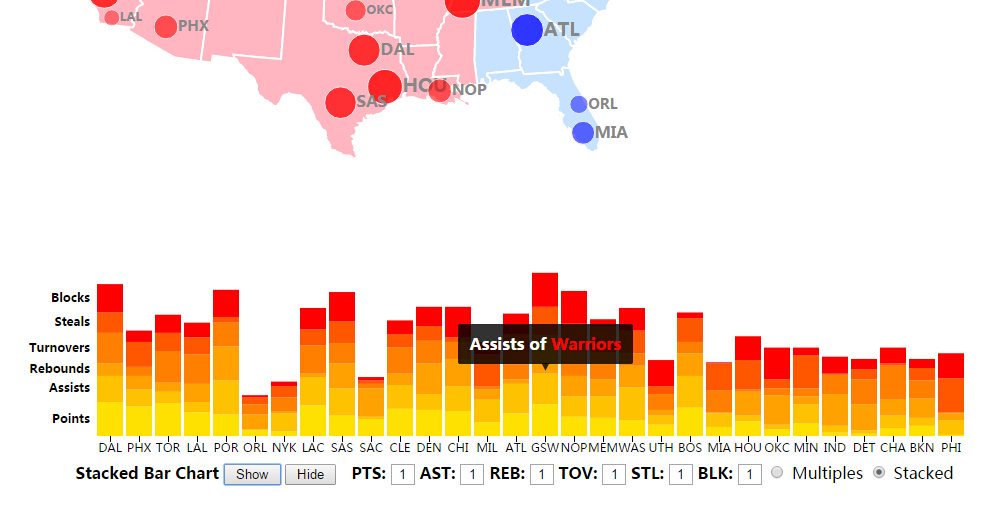 MEM
OKC
LAL
PHX
ATL
DAL
HOU
NOP
SAS
ORL
MIA
Blocks
Steals
Turnovers
Rebounds
Assists
Points
Assists of Warriors
DAL PHX TOR LAL POR ORL NYK LAC SAS SAC CLE DEN CHI MIL ATL GSW NOP MEM WAS UTH BOS MIA HOU OKC MIN IND DET CHA BKN PHI
Stacked Bar Chart Show Hide PTS: 1 AST: 1 REB: 1 TOV: 1 STL: 1 BLK: 1 Multiples Stacked